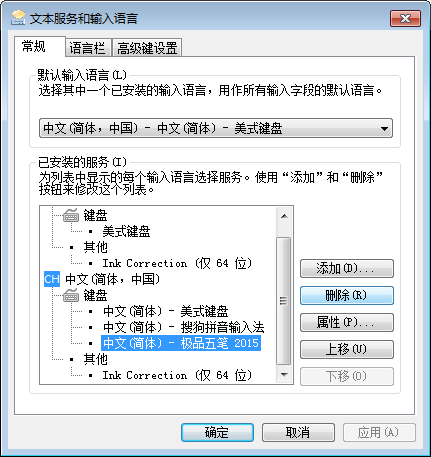 文本服务和输入语言
常规 语言栏 高级键设置
默认输入语言(L)
选择其中一个已安装的输入语言，用作所有输入字段的默认语言。
中文(简体，中国) - 中文(简体) - 美式键盘
已安装的服务(I)
为列表中显示的每个输入语言选择服务。使用“添加”和“删除”
按钮来修改这个列表。
键盘
美式键盘
其他
Ink Correction (仅 64 位)
CH 中文(简体，中国)
键盘
中文(简体) - 美式键盘
中文(简体) - 搜狗拼音输入法
中文(简体) - 极品五笔 2015
其他
Ink Correction (仅 64 位)
添加(D)...
删除(R)
属性(P)...
上移(U)
下移(O)
确定 取消 应用(A)